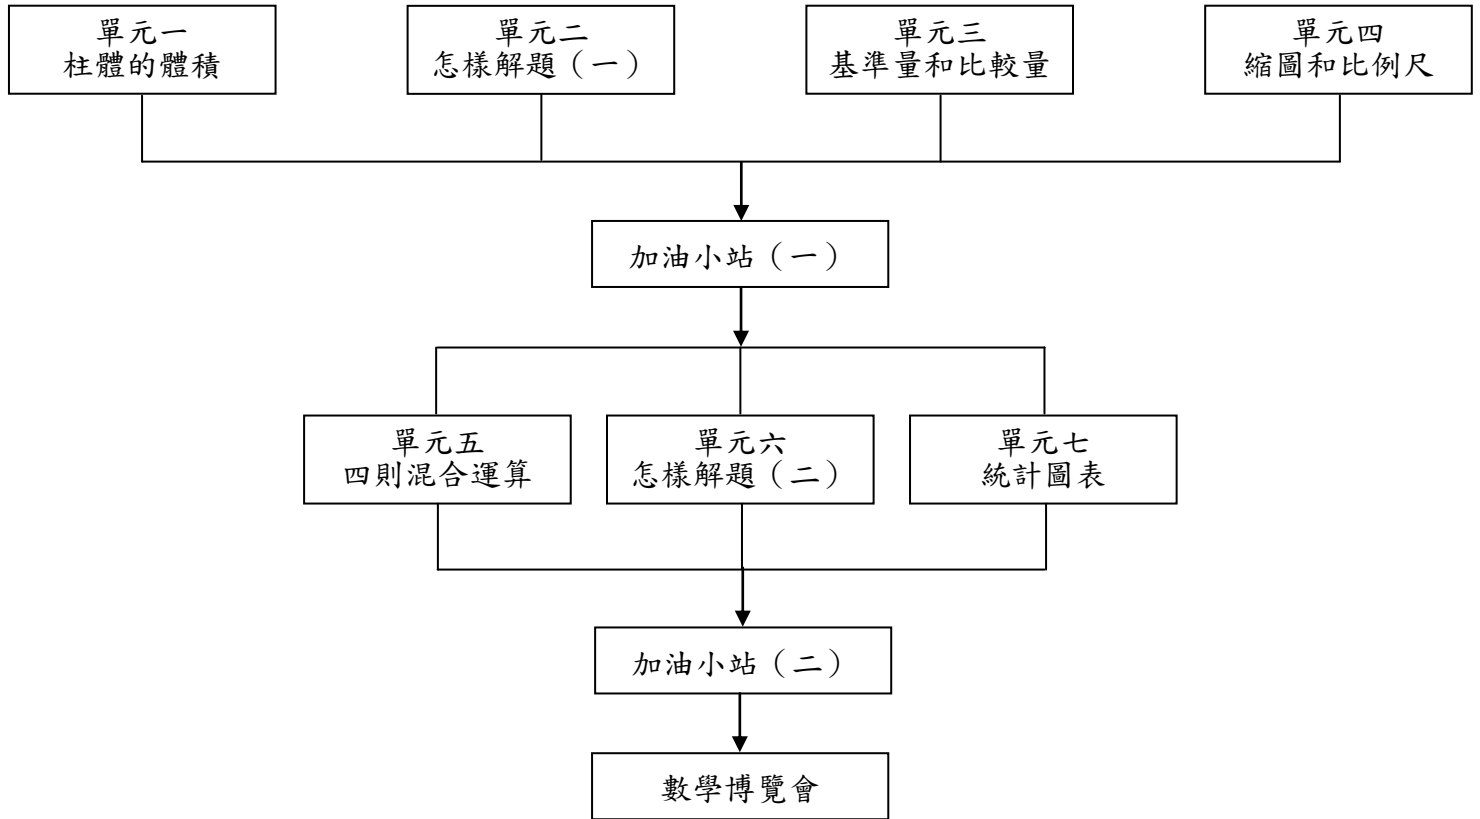 單元一
柱體的體積
單元二
怎樣解題（一）
單元三
基準量和比較量
單元四
縮圖和比例尺
加油小站（一）
單元五
四則混合運算
單元六
怎樣解題（二）
單元七
統計圖表
加油小站（二）
數學博覽會